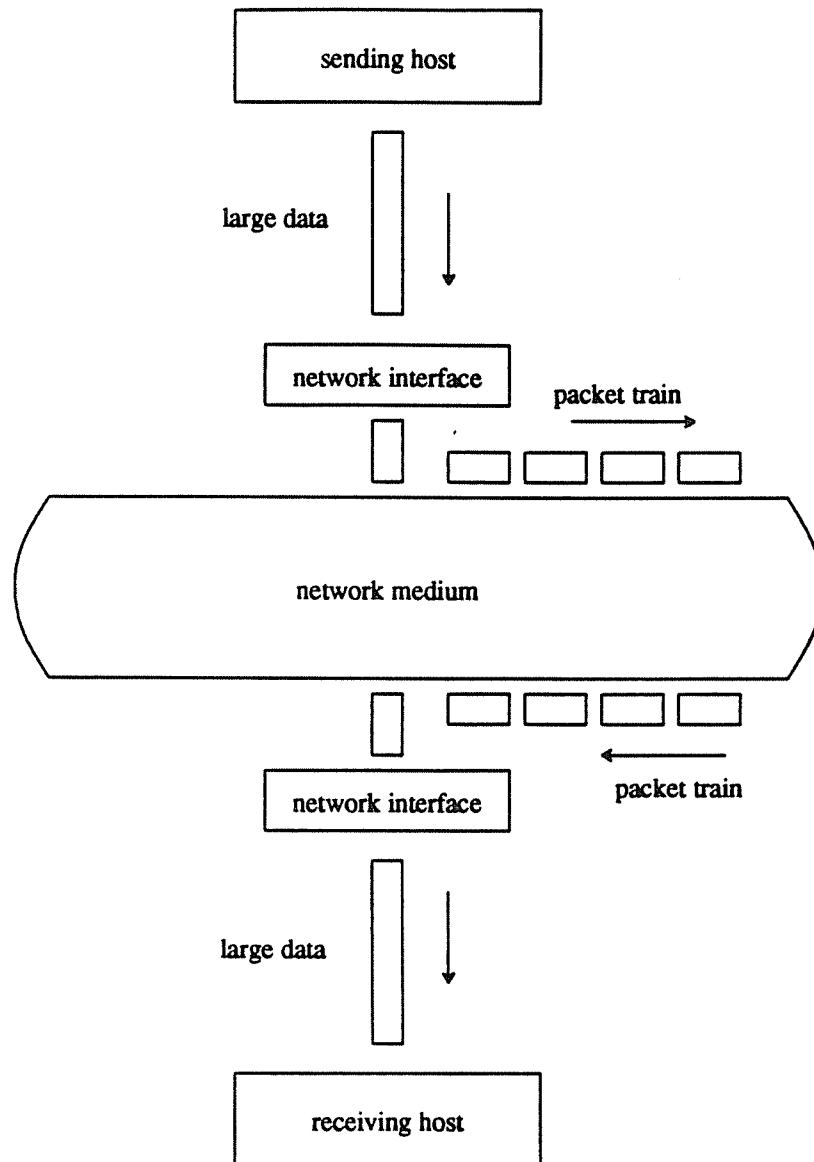 sending host
large data
network interface
packet train
network medium
network interface
packet train
large data
receiving host